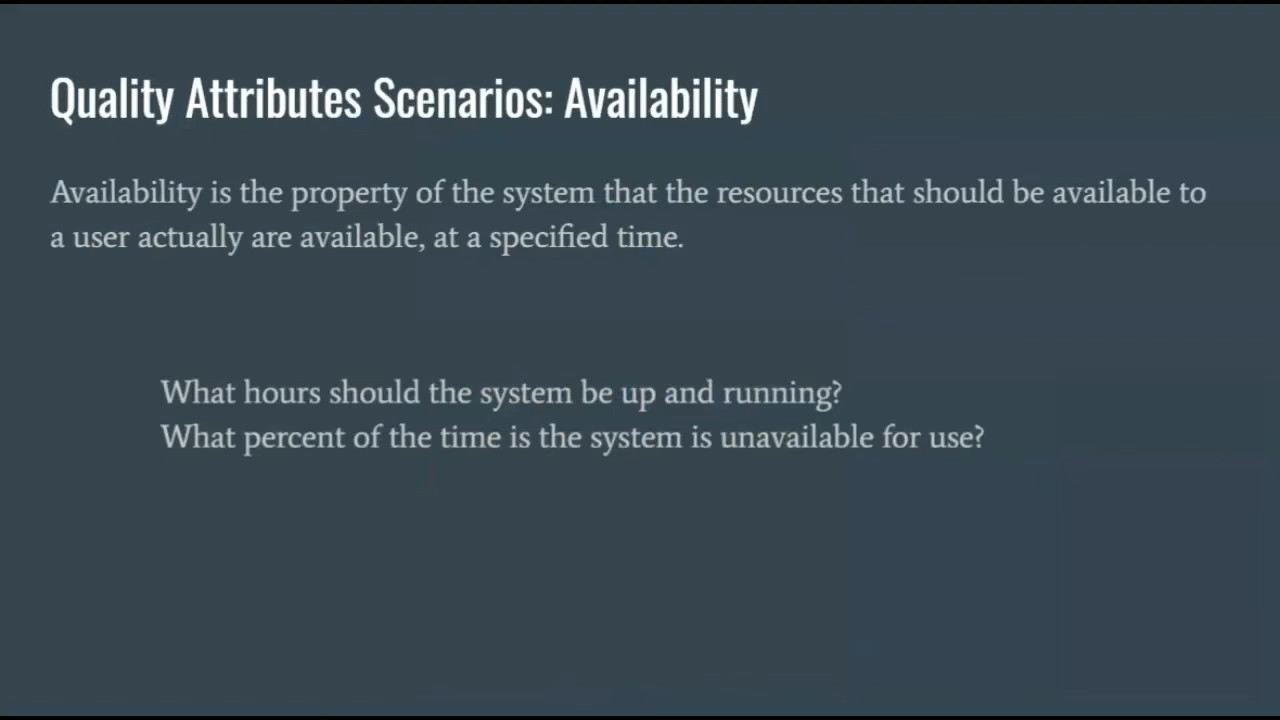 Quality Attributes Scenarios: Availability
Availability is the property of the system that the resources that should be available to
a user actually are available, at a specified time.
What hours should the system be up and running?
What percent of the time is the system is unavailable for use?